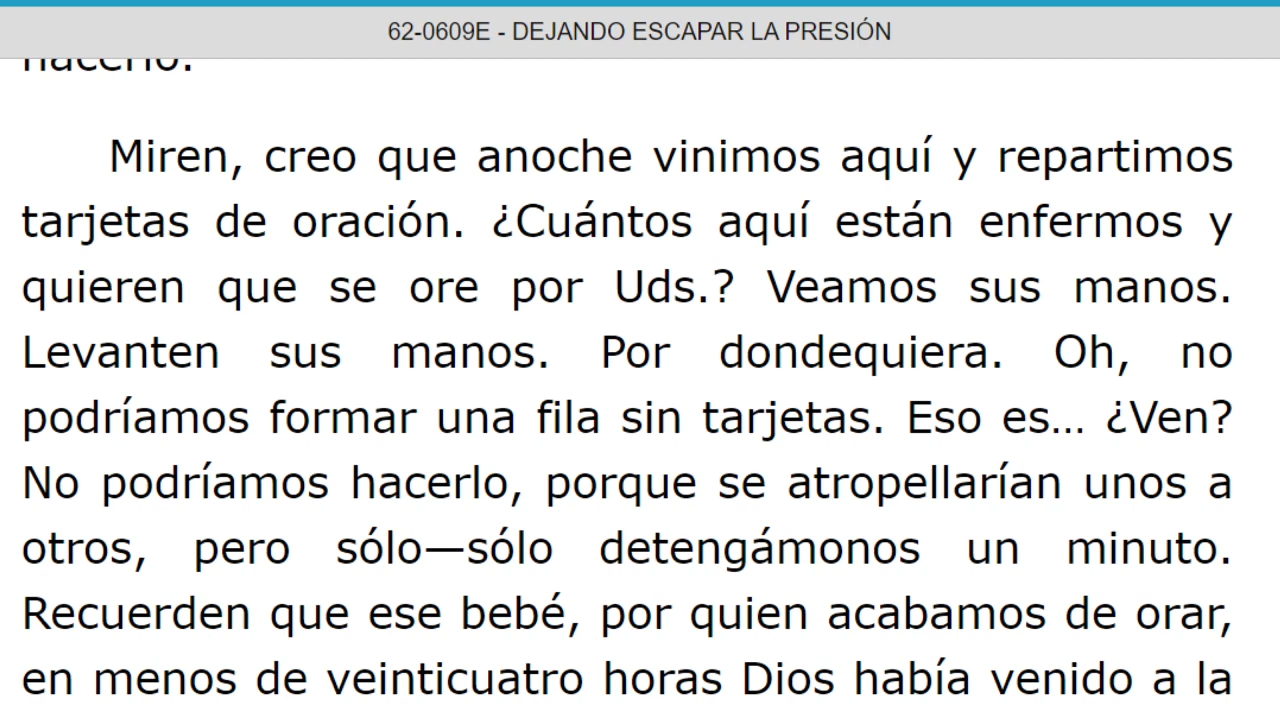 62-0609E - DEJANDO ESCAPAR LA PRESIÓN
hacerlo.
Miren, creo que anoche vinimos aquí y repartimos
tarjetas de oración. ¿Cuántos aquí están enfermos y
quieren que se ore por Uds.? Veamos sus manos.
Levanten sus manos. Por dondequiera. Oh, no
podríamos formar una fila sin tarjetas. Eso es… ¿Ven?
No podríamos hacerlo, porque se atropellarían unos a
otros, pero sólo—sólo detengámonos un minuto.
Recuerden que ese bebé, por quien acabamos de orar,
en menos de veinticuatro horas Dios había venido a la